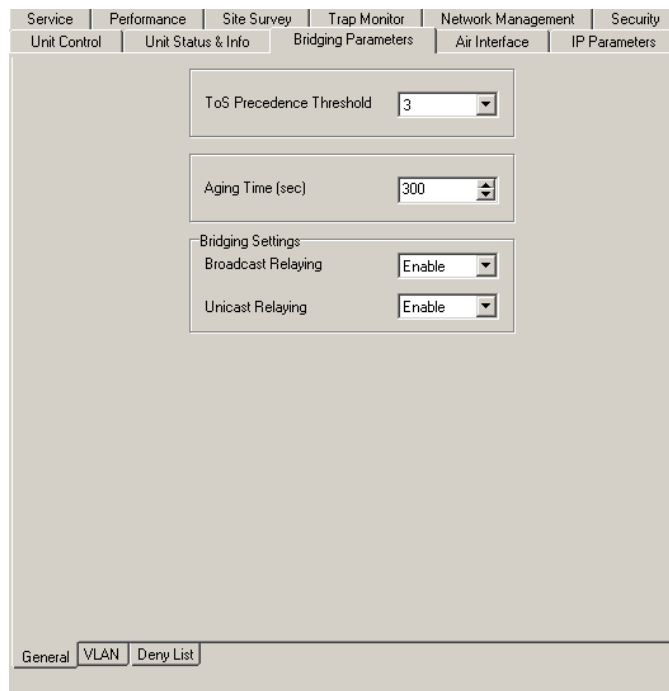 Service Performance Site Survey Trap Monitor Network Management Security
Unit Control Unit Status & Info Bridging Parameters Air Interface IP Parameters
ToS Precedence Threshold 3
Aging Time (sec) 300
Bridging Settings
Broadcast Relaying Enable
Unicast Relaying Enable
General VLAN Deny List